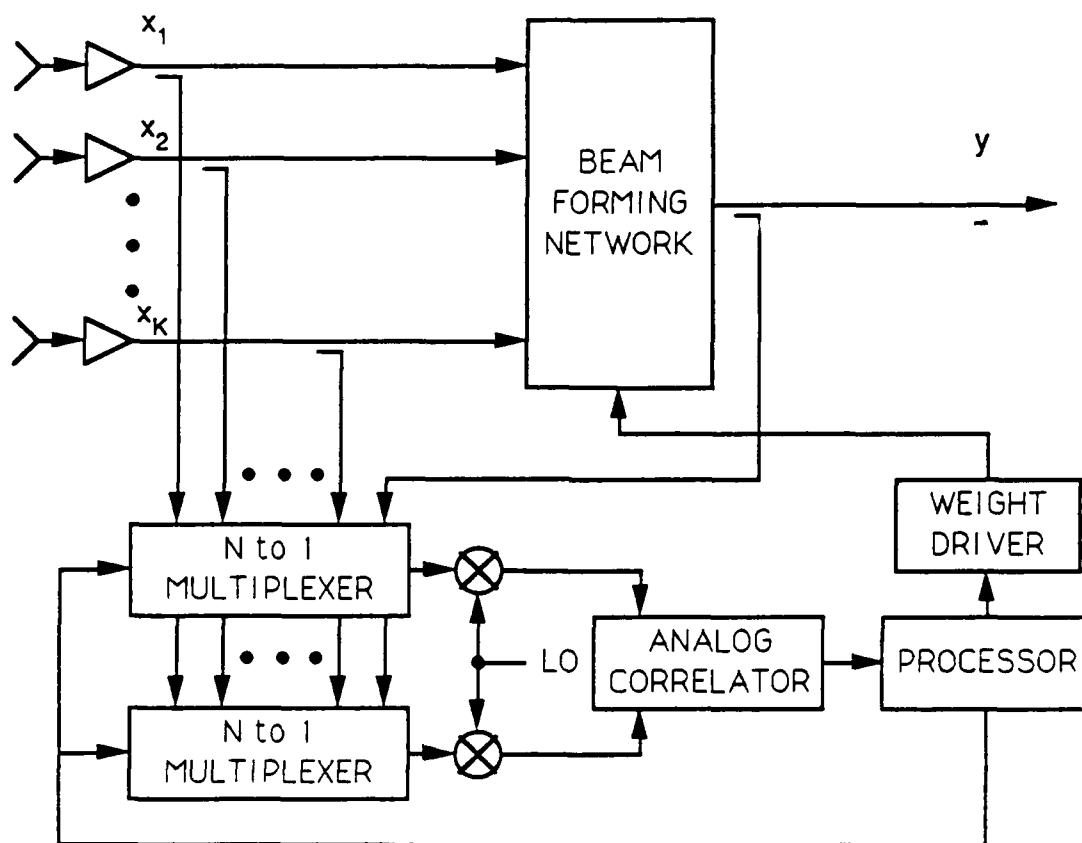 x1
x2
xK
BEAM
FORMING
NETWORK
y
N to 1
MULTIPLEXER
LO
ANALOG
CORRELATOR
WEIGHT
DRIVER
PROCESSOR
N to 1
MULTIPLEXER